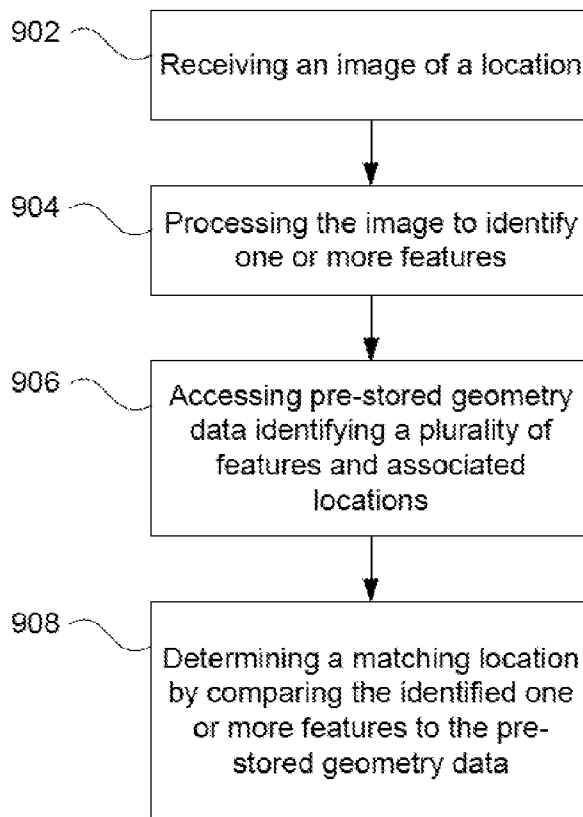 902
Receiving an image of a location
904
Processing the image to identify
one or more features
906
Accessing pre-stored geometry
data identifying a plurality of
features and associated
locations
908
Determining a matching location
by comparing the identified one
or more features to the pre-
stored geometry data